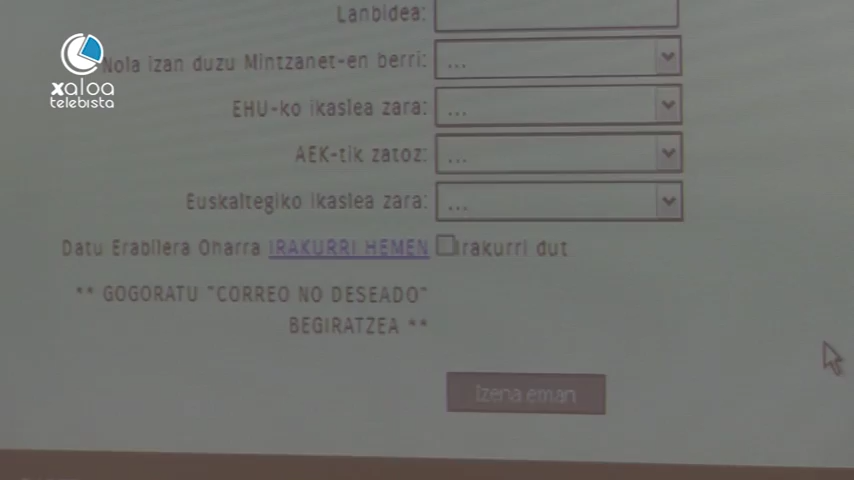 Lanbidea:
xaloa
telebista
Nola izan duzu Mintzanet-en berri: ...
EHU-ko ikaslea zara: ...
AEK-tik zatoz: ...
Euskaltegiko ikaslea zara: ...
Datu Erabilera Oharra IRAKURRI HEMEN Irakurri dut
** GOGORATU "CORREO NO DESEADO"
BEGIRATZEA **
Izena eman